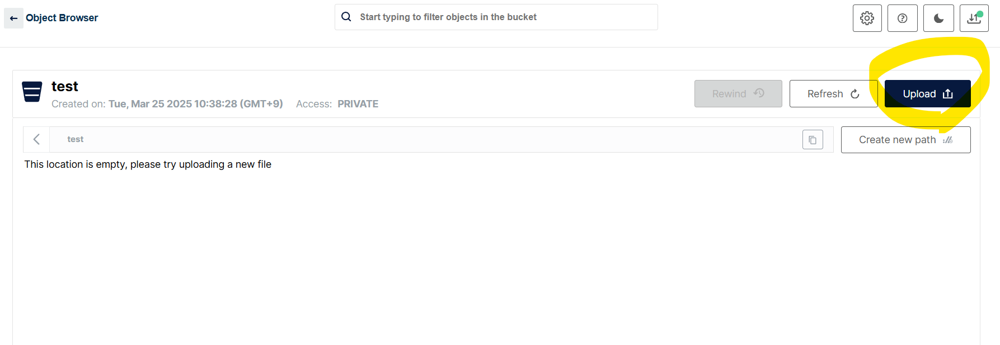 Object Browser
Start typing to filter objects in the bucket
test
Created on: Tue, Mar 25 2025 10:38:28 (GMT+9) Access: PRIVATE
Rewind
Refresh
Upload
test
Create new path
This location is empty, please try uploading a new file